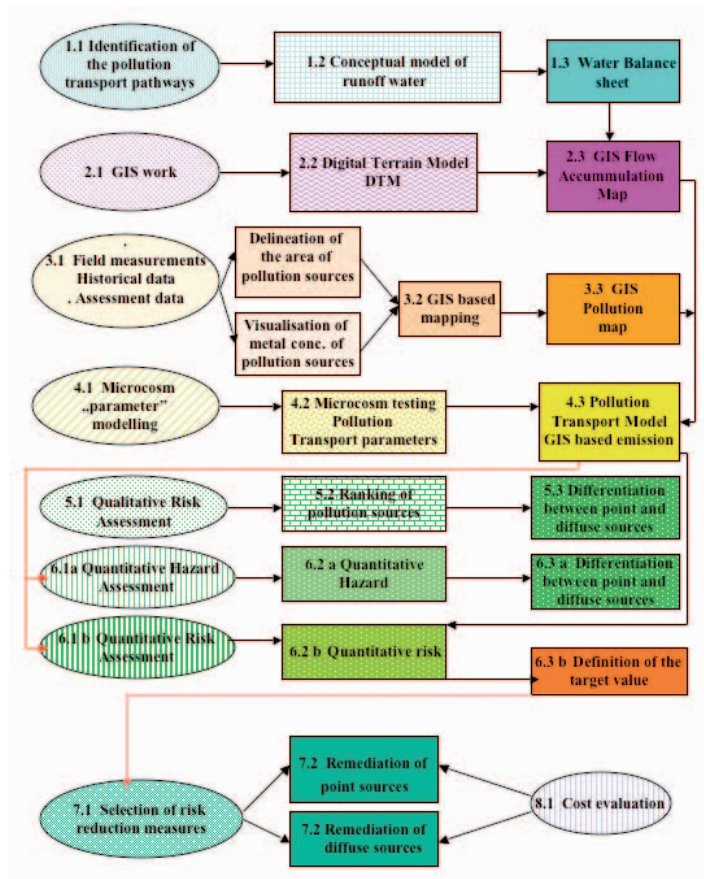 1.1 Identification of
the pollution
transport pathways
1.2 Conceptual model of
runoff water
1.3 Water Balance
sheet
2.1 GIS work
2.2 Digital Terrain Model
DTM
2.3 GIS Flow
Accummulation
Map
.
3.1 Field measurements
Historical data
. Assessment data
Delineation of
the area of
pollution sources
Visualisation of
metal conc. of
pollution sources
3.2 GIS based
mapping
3.3 GIS
Pollution
map
4.1 Microcosm
„parameter”
modelling
4.2 Microcosm testing
Pollution
Transport parameters
4.3 Pollution
Transport Model
GIS based emission
5.1 Qualitative Risk
Assessment
5.2 Ranking of
pollution sources
5.3 Differentiation
between point and
diffuse sources
6.1a Quantitative Hazard
Assessment
6.2 a Quantitative
Hazard
6.3 a Differentiation
between point and
diffuse sources
6.1 b Quantitative Risk
Assessment
6.2 b Quantitative risk
6.3 b Definition of the
target value
7.1 Selection of risk
reduction measures
7.2 Remediation of
point sources
7.2 Remediation of
diffuse sources
8.1 Cost evaluation